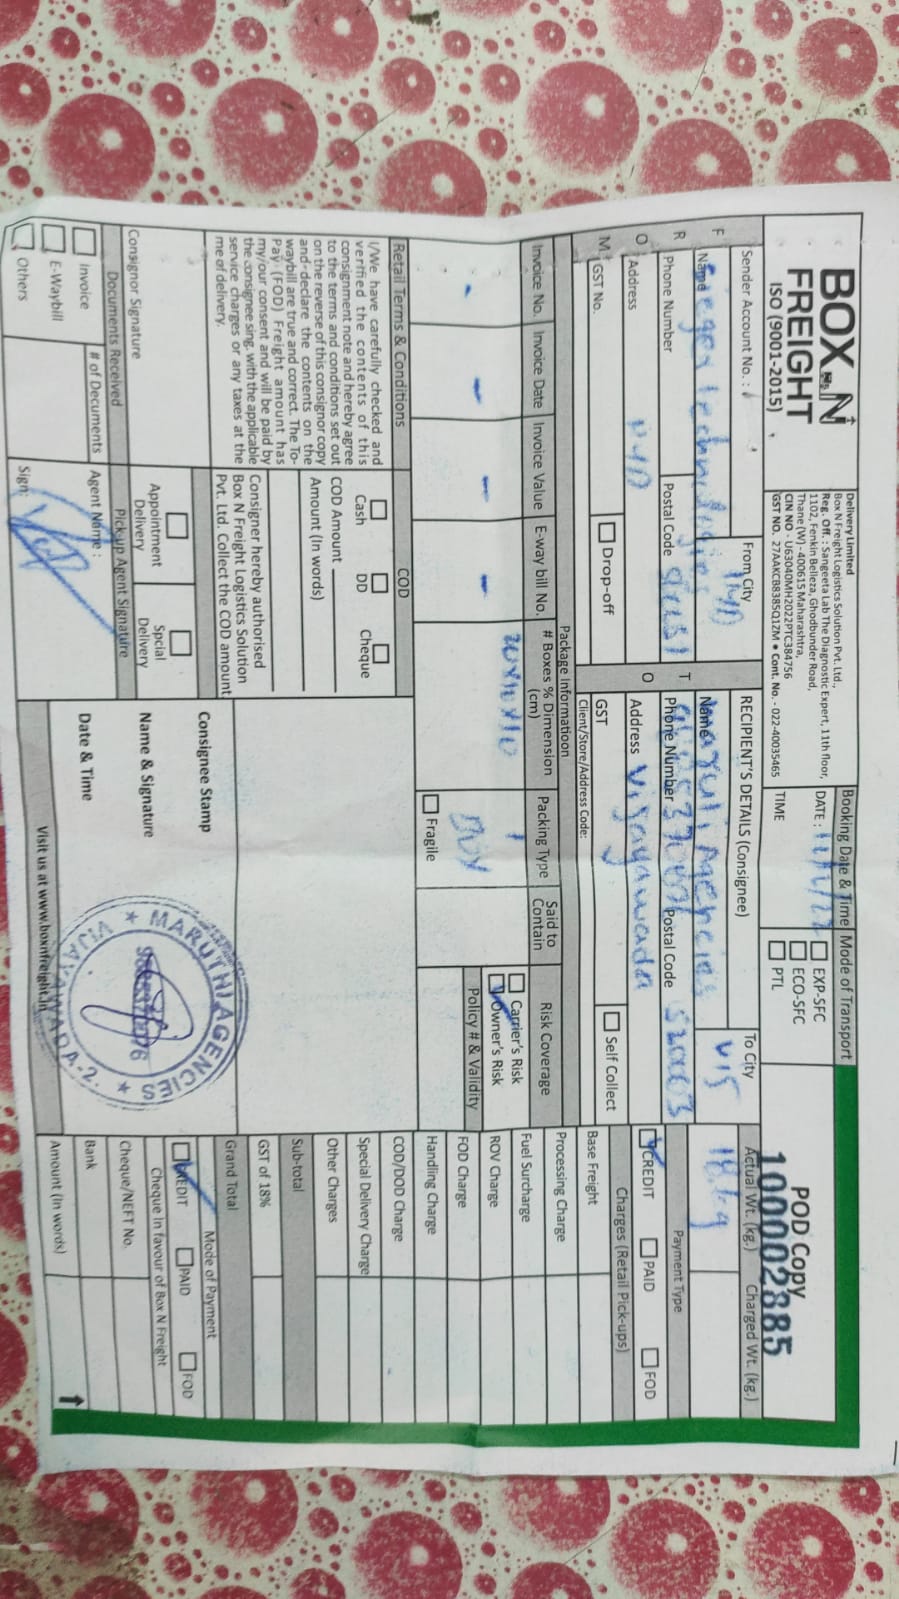 BOX N
FREIGHT
ISO (9001-2015)
Delivery Limited
Box N Freight Logistics Solution Pvt. Ltd.,
Reg. Off. : Sangeeta Lab The Diagnostic Expert, 11th floor,
1102, Fenkin Belleza, Ghodbunder Road,
Thane (W) - 400615 Maharashtra,
CIN NO - U63040MH2022PTC384756
GST NO. 27AAKCB8385Q1ZM • Cont. No. - 022-40035465
Booking Date & Time
DATE :
TIME
Mode of Transport
EXP-SFC
ECO-SFC
PTL
POD Copy
100002885
FROM
Sender Account No. :
From City
Name Sieger technologies
Phone Number
Postal Code
Address
GST No.
Drop-off
TO
RECIPIENT'S DETAILS (Consignee)
To City
VIS
Name Maruti Agencies
Phone Number 9885370076
Postal Code 520003
Address Vijayawada
GST
Self Collect
Client/Store/Address Code:
Actual Wt. (kg.) Charged Wt. (kg.)
18kg
Payment Type
CREDIT PAID FOD
Charges (Retail Pick-ups)
Base Freight
Processing Charge
Fuel Surcharge
ROV Charge
FOD Charge
Handling Charge
COD/DOD Charge
Special Delivery Charge
Other Charges
Sub-total
GST of 18%
Grand Total
Mode of Payment
CREDIT PAID FOD
Cheque In favour of Box N Freight
Cheque/NEFT No.
Bank
Amount (In words)
Package Informatioon
Invoice No. Invoice Date Invoice Value E-way bill No. # Boxes % Dimension (cm) Packing Type Said to Contain Risk Coverage
- - - - 20x10x10 1
BOX
Fragile
Carrier's Risk
Owner's Risk
Policy # & Validity
Retail Terms & Conditions
I/We have carefully checked and
verified the contents of this
consignment note and hereby agree
to the terms and conditions set out
on the reverse of this consignor copy
and declare the contents on the
waybill are true and correct. The To-
Pay (FOD) Freight amount has
my/our consent and will be paid by
the consignee sing. with the applicable
service charges or any taxes at the
me of delivery.
Consignor Signature
COD
Cash DD Cheque
COD Amount
Amount (In words)
Consigner hereby authorised
Box N Freight Logistics Solution
Pvt. Ltd. Collect the COD amount
Appointment Delivery
Spcial Delivery
Documents Received
Invoice
E-Waybill
Others
# of Decuments
Pick-up Agent Signature
Agent Name :
Sign:
Consignee Stamp
Name & Signature
Date & Time
MARUTHI AGENCIES
9885370076
★ VIJAYAWADA-2. ★
Visit us at www.boxnfreight.in